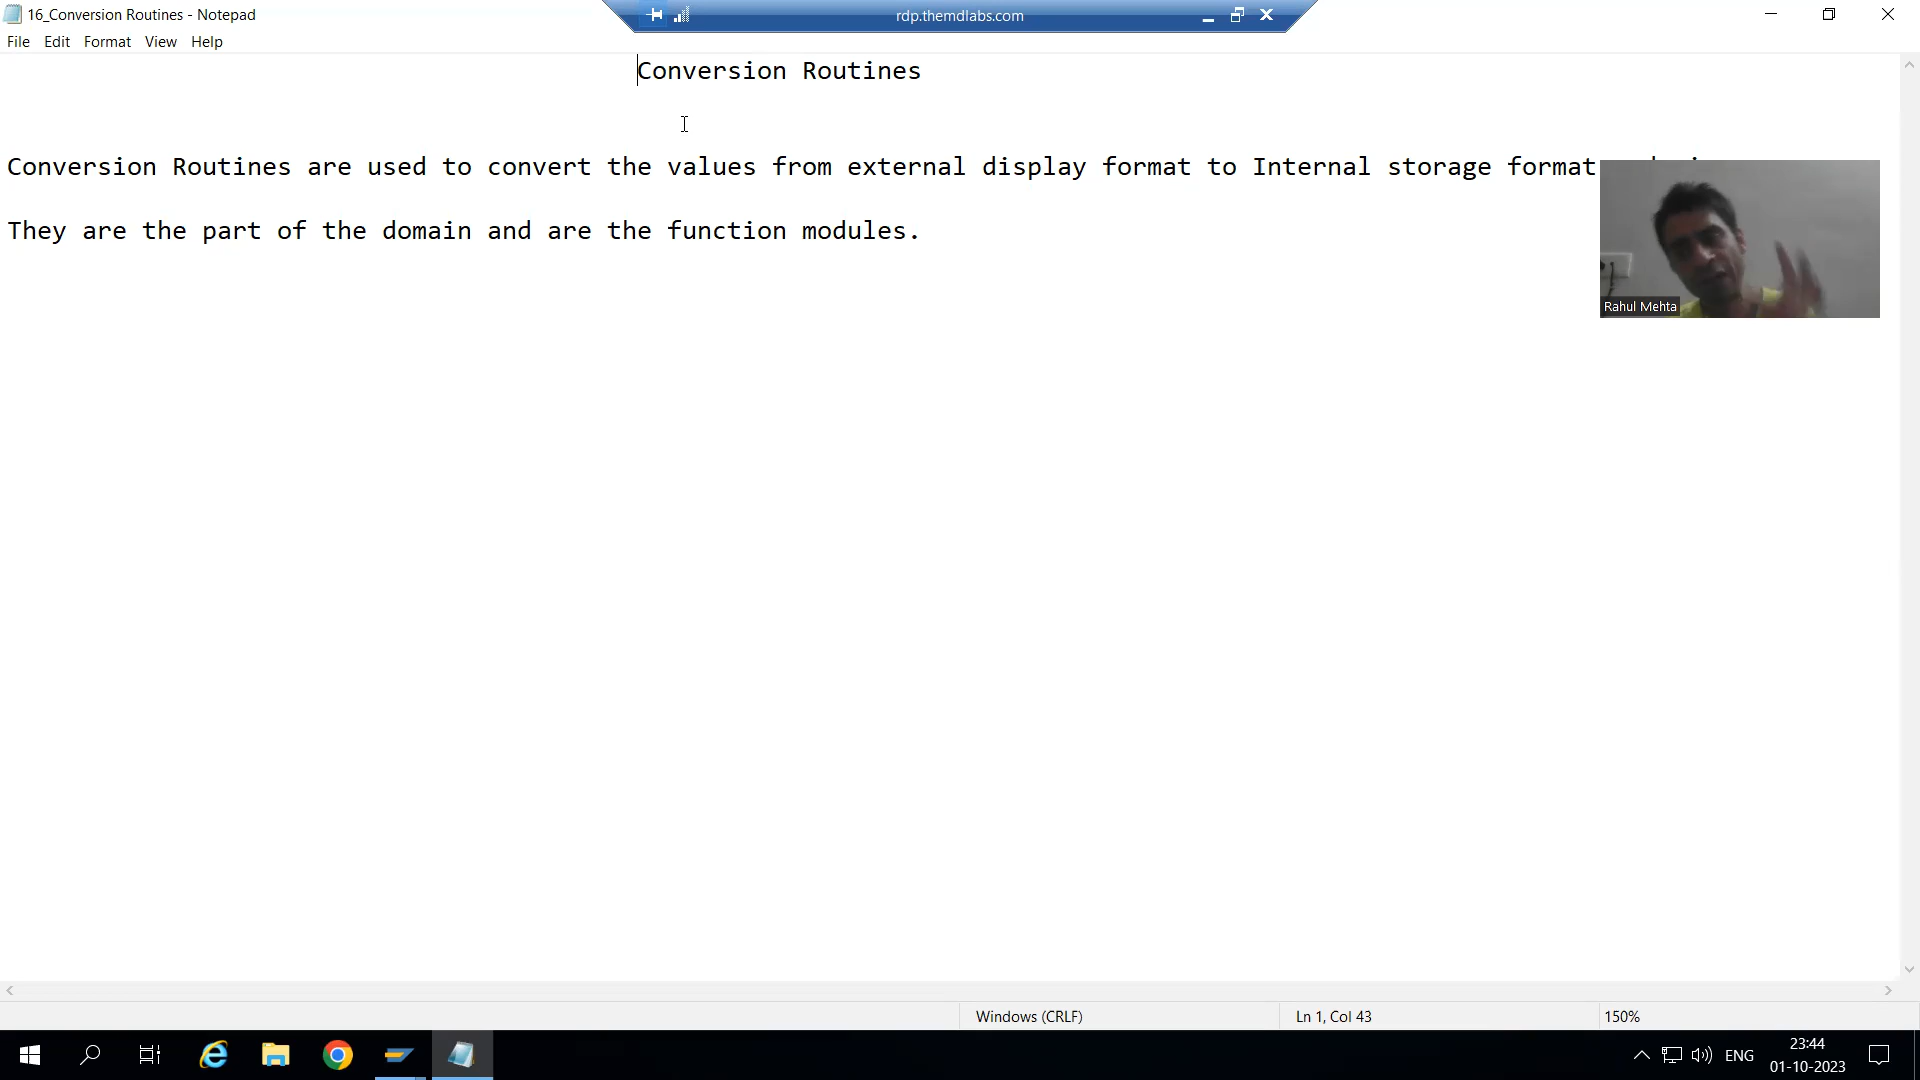 16_Conversion Routines - Notepad
rdp.themdlabs.com
File Edit Format View Help
Conversion Routines
Conversion Routines are used to convert the values from external display format to Internal storage format
They are the part of the domain and are the function modules.
Rahul Mehta
Windows (CRLF)
Ln 1, Col 43
150%
ENG
23:44
01-10-2023